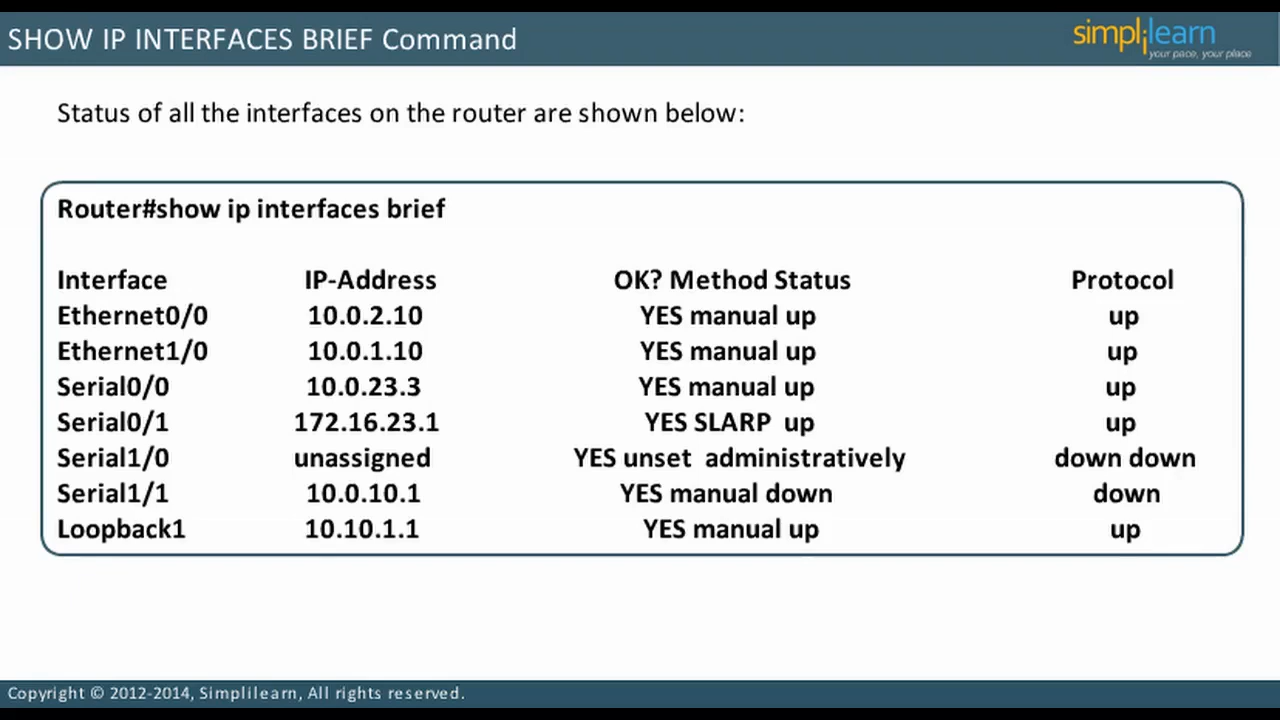 SHOW IP INTERFACES BRIEF Command
simplilearn
your pace, your place
Status of all the interfaces on the router are shown below:
Router#show ip interfaces brief
Interface IP-Address OK? Method Status Protocol
Ethernet0/0 10.0.2.10 YES manual up up
Ethernet1/0 10.0.1.10 YES manual up up
Serial0/0 10.0.23.3 YES manual up up
Serial0/1 172.16.23.1 YES SLARP up up
Serial1/0 unassigned YES unset administratively down down
Serial1/1 10.0.10.1 YES manual down down
Loopback1 10.10.1.1 YES manual up up
Copyright © 2012-2014, Simplilearn, All rights reserved.